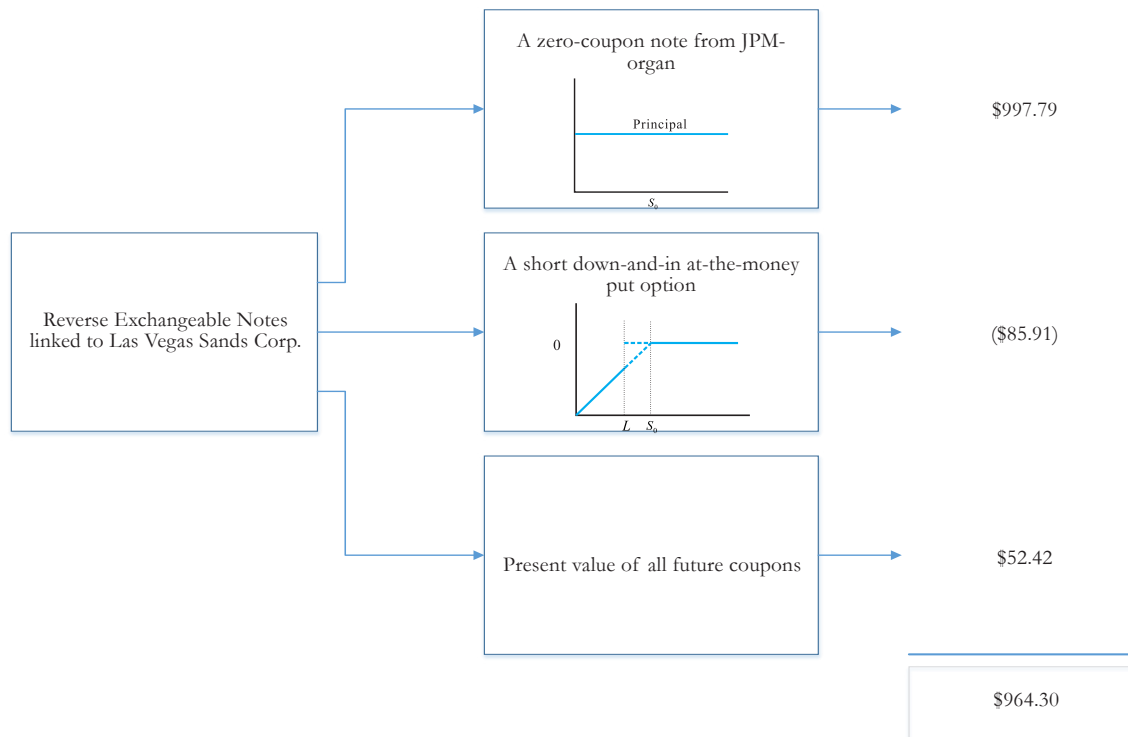 A zero-coupon note from JPM-
organ
Principal
S₀
$997.79
Reverse Exchangeable Notes
linked to Las Vegas Sands Corp.
A short down-and-in at-the-money
put option
0
L S₀
($85.91)
Present value of all future coupons
$52.42
$964.30